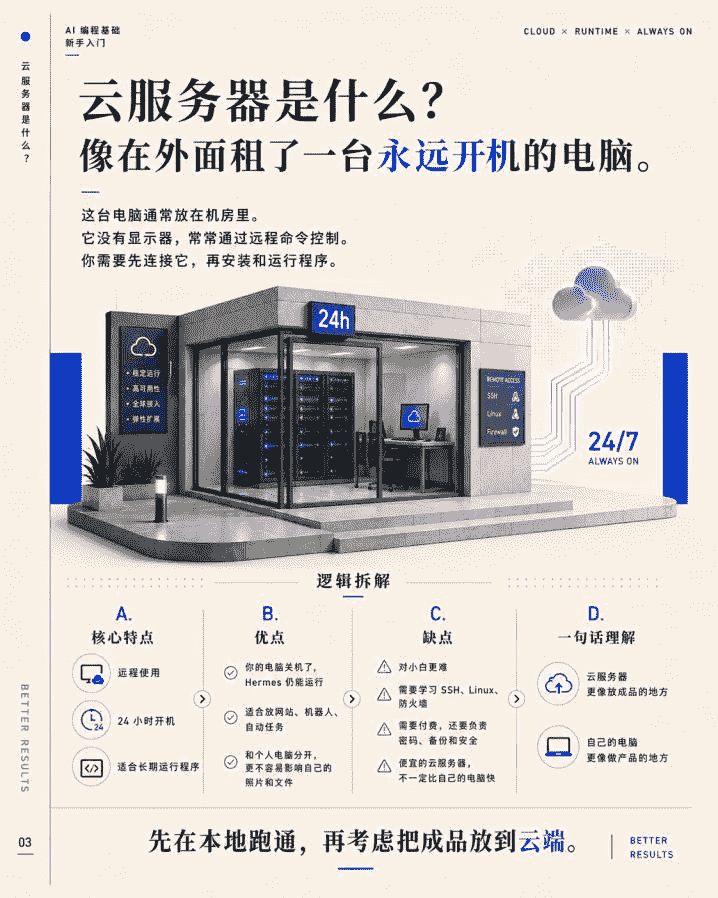 AI 编程基础
新手入门
CLOUD × RUNTIME × ALWAYS ON
云服务器是什么?
云服务器是什么?
像在外面租了一台永远开机的电脑。
这台电脑通常放在机房里。
它没有显示器,常常通过远程命令控制。
你需要先连接它,再安装和运行程序。
24h
• 稳定运行
• 高可用性
• 全球接入
• 弹性扩展
REMOTE ACCESS
SSH
Linux
Firewall
24/7
ALWAYS ON
逻辑拆解
A.
核心特点
远程使用
24
24 小时开机
适合长期运行程序
B.
优点
你的电脑关机了,
Hermes 仍能运行
适合放网站、机器人、
自动任务
和个人电脑分开,
更不容易影响自己的
照片和文件
C.
缺点
对小白更难
需要学习 SSH、Linux、
防火墙
需要付费,还要负责
密码、备份和安全
便宜的云服务器,
不一定比自己的电脑快
D.
一句话理解
云服务器
更像放成品的地方
自己的电脑
更像做产品的地方
BETTER RESULTS
03
先在本地跑通,再考虑把成品放到云端。
BETTER
RESULTS